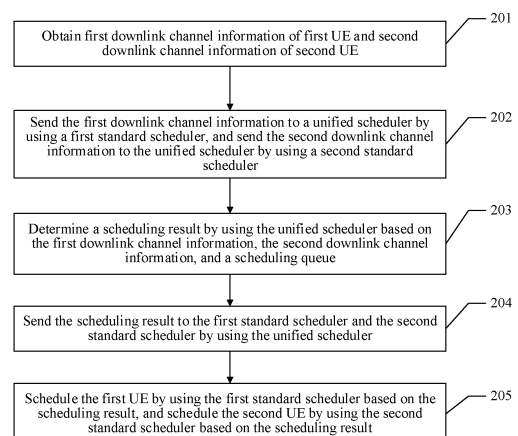 201
Obtain first downlink channel information of first UE and second
downlink channel information of second UE
202
Send the first downlink channel information to a unified scheduler by
using a first standard scheduler, and send the second downlink channel
information to the unified scheduler by using a second standard
scheduler
203
Determine a scheduling result by using the unified scheduler based on
the first downlink channel information, the second downlink channel
information, and a scheduling queue
204
Send the scheduling result to the first standard scheduler and the second
standard scheduler by using the unified scheduler
205
Schedule the first UE by using the first standard scheduler based on the
scheduling result, and schedule the second UE by using the second
standard scheduler based on the scheduling result